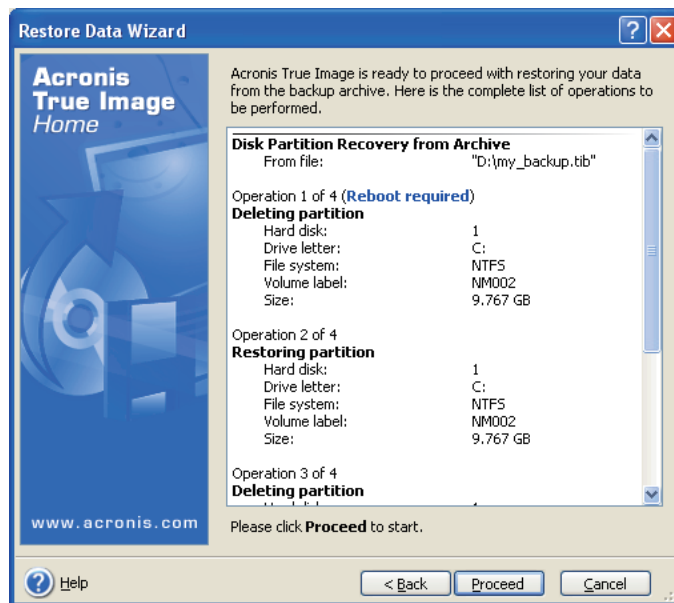 Restore Data Wizard
Acronis
True Image
Home
www.acronis.com
Acronis True Image is ready to proceed with restoring your data
from the backup archive. Here is the complete list of operations to
be performed.
Disk Partition Recovery from Archive
From file: "D:\my_backup.tib"
Operation 1 of 4 (Reboot required)
Deleting partition
Hard disk: 1
Drive letter: C:
File system: NTFS
Volume label: NM002
Size: 9.767 GB
Operation 2 of 4
Restoring partition
Hard disk: 1
Drive letter: C:
File system: NTFS
Volume label: NM002
Size: 9.767 GB
Operation 3 of 4
Deleting partition
Please click Proceed to start.
Help
< Back
Proceed
Cancel